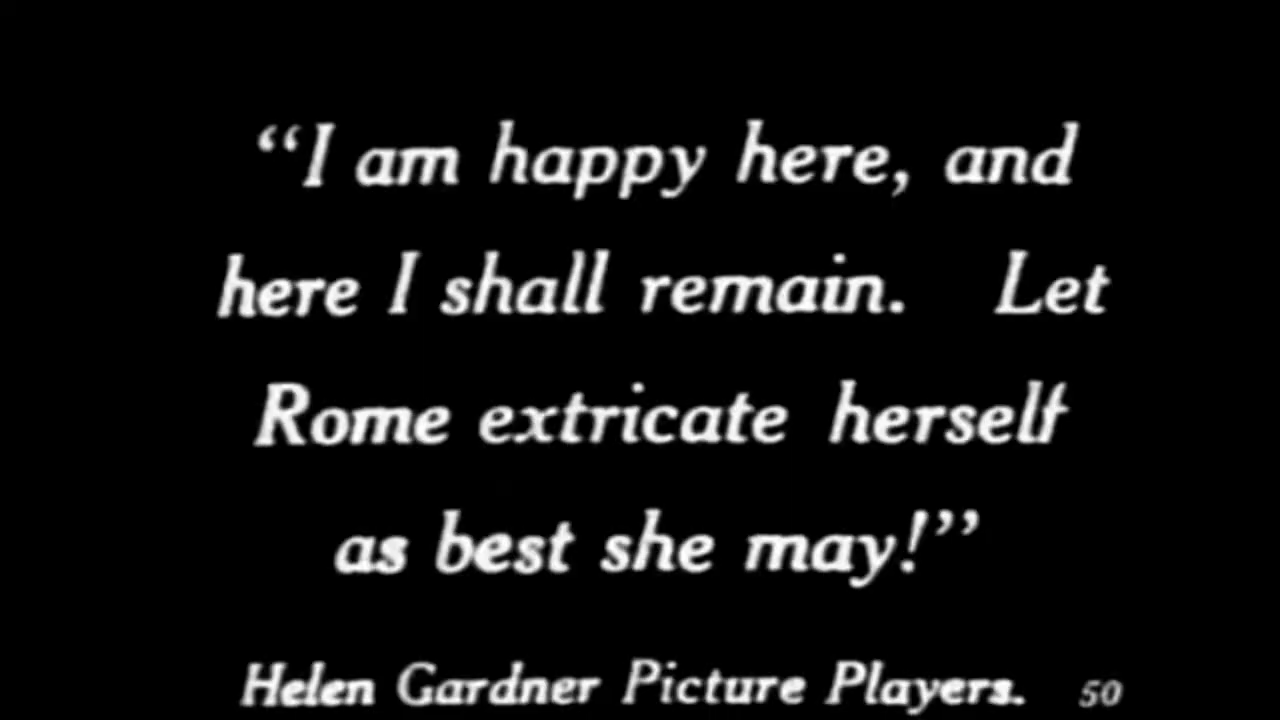 “I am happy here, and
here I shall remain. Let
Rome extricate herself
as best she may!”
Helen Gardner Picture Players. 50